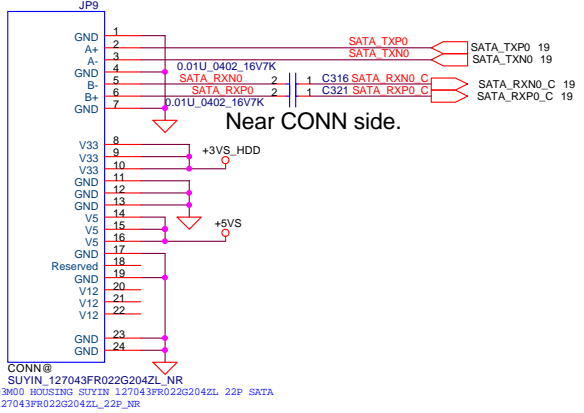 JP9
GND 1
A+ 2 SATA_TXP0 SATA_TXP0 19
A- 3 SATA_TXN0 SATA_TXN0 19
GND 4 0.01U_0402_16V7K
B- 5 SATA_RXN0 2 1 C316 SATA_RXN0_C SATA_RXN0_C 19
B+ 6 SATA_RXP0 2 1 C321 SATA_RXP0_C SATA_RXP0_C 19
GND 7 0.01U_0402_16V7K
Near CONN side.
V33 8
V33 9 +3VS_HDD
V33 10
GND 11
GND 12
GND 13
V5 14 +5VS
V5 15
V5 16
GND 17
Reserved 18
GND 19
V12 20
V12 21
V12 22
GND 23
GND 24
CONN@
SUYIN_127043FR022G204ZL_NR
3M00 HOUSING SUYIN 127043FR022G204ZL 22P SATA
27043FR022G204ZL_22P_NR